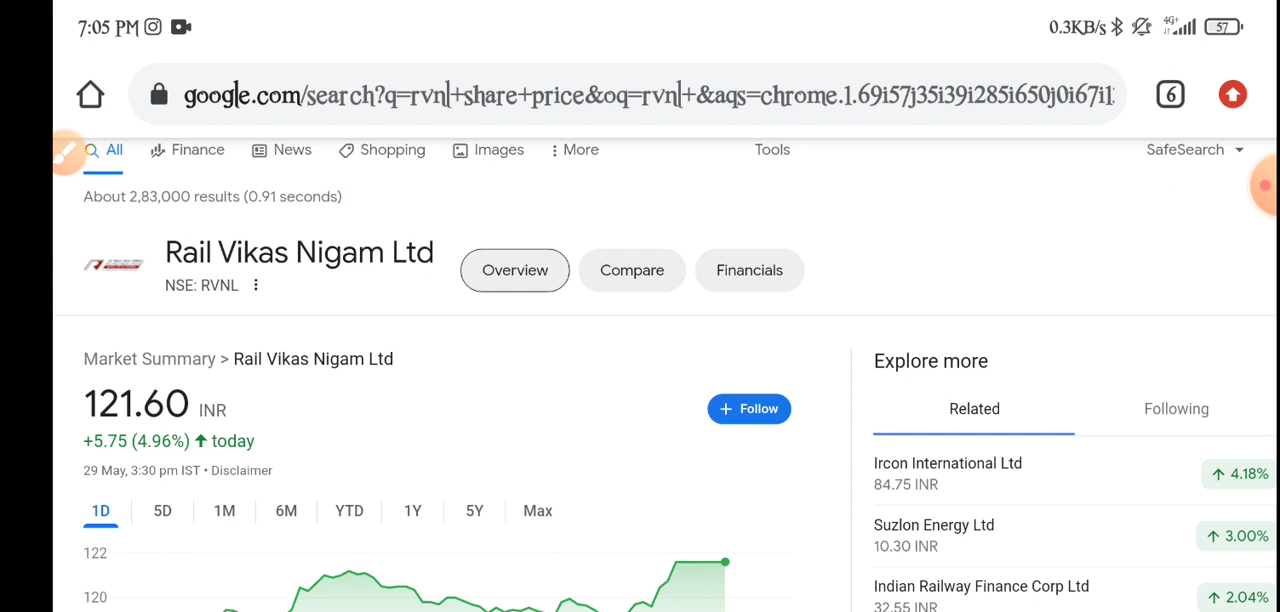 7:05 PM
0.3KB/s 4G+ 57
google.com/search?q=rvnl+share+price&oq=rvnl+&aqs=chrome.1.69i57j35i39i285i650j0i67i1
6
All Finance News Shopping Images More Tools SafeSearch
About 2,83,000 results (0.91 seconds)
Rail Vikas Nigam Ltd
NSE: RVNL
Overview Compare Financials
Market Summary > Rail Vikas Nigam Ltd
121.60 INR
+ Follow
+5.75 (4.96%) ↑ today
29 May, 3:30 pm IST • Disclaimer
1D 5D 1M 6M YTD 1Y 5Y Max
122
120
Explore more
Related Following
Ircon International Ltd
84.75 INR
↑ 4.18%
Suzlon Energy Ltd
10.30 INR
↑ 3.00%
Indian Railway Finance Corp Ltd
32.55 INR
↑ 2.04%